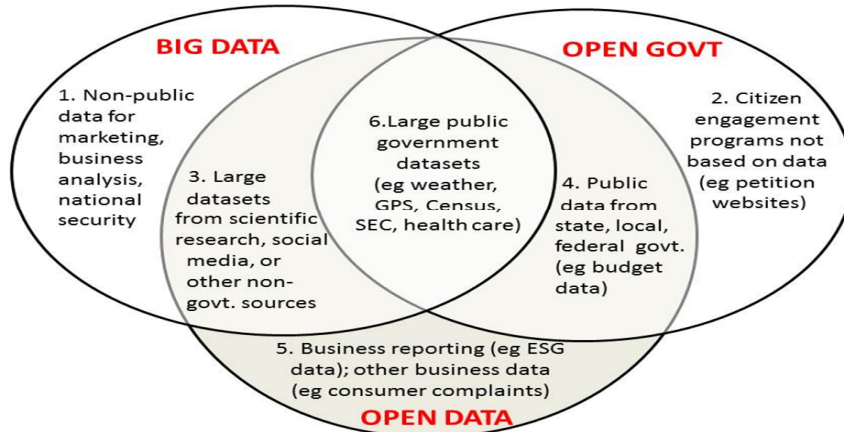 BIG DATA
OPEN GOVT
1. Non-public
data for
marketing,
business
analysis,
national
security
2. Citizen
engagement
programs not
based on data
(eg petition
websites)
6.Large public
government
datasets
(eg weather,
GPS, Census,
SEC, health care)
3. Large
datasets
from scientific
research, social
media, or
other non-
govt. sources
4. Public
data from
state, local,
federal govt.
(eg budget
data)
5. Business reporting (eg ESG
data); other business data
(eg consumer complaints)
OPEN DATA